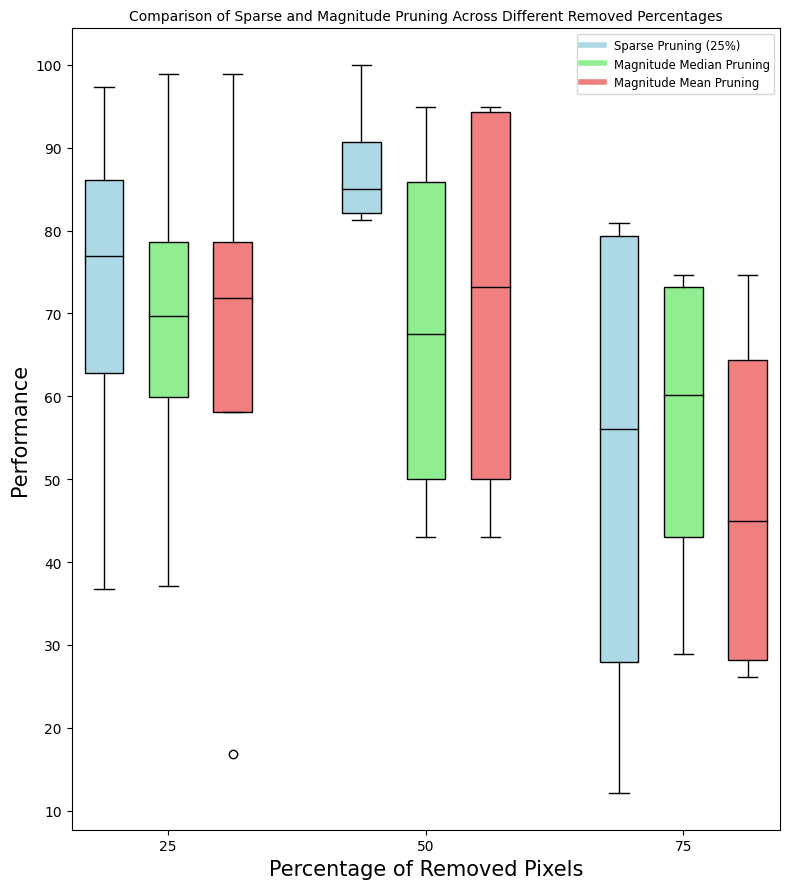 Comparison of Sparse and Magnitude Pruning Across Different Removed Percentages
Sparse Pruning (25%)
Magnitude Median Pruning
Magnitude Mean Pruning
100
90
80
70
60
50
40
30
20
10
Performance
25
50
75
Percentage of Removed Pixels